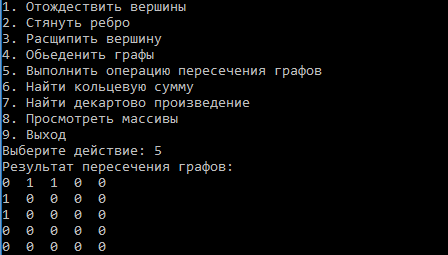 1. Отождествить вершины
2. Стянуть ребро
3. Расщипить вершину
4. Обьеденить графы
5. Выполнить операцию пересечения графов
6. Найти кольцевую сумму
7. Найти декартово произведение
8. Просмотреть массивы
9. Выход
Выберите действие: 5
Результат пересечения графов:
0 1 1 0 0
1 0 0 0 0
1 0 0 0 0
0 0 0 0 0
0 0 0 0 0